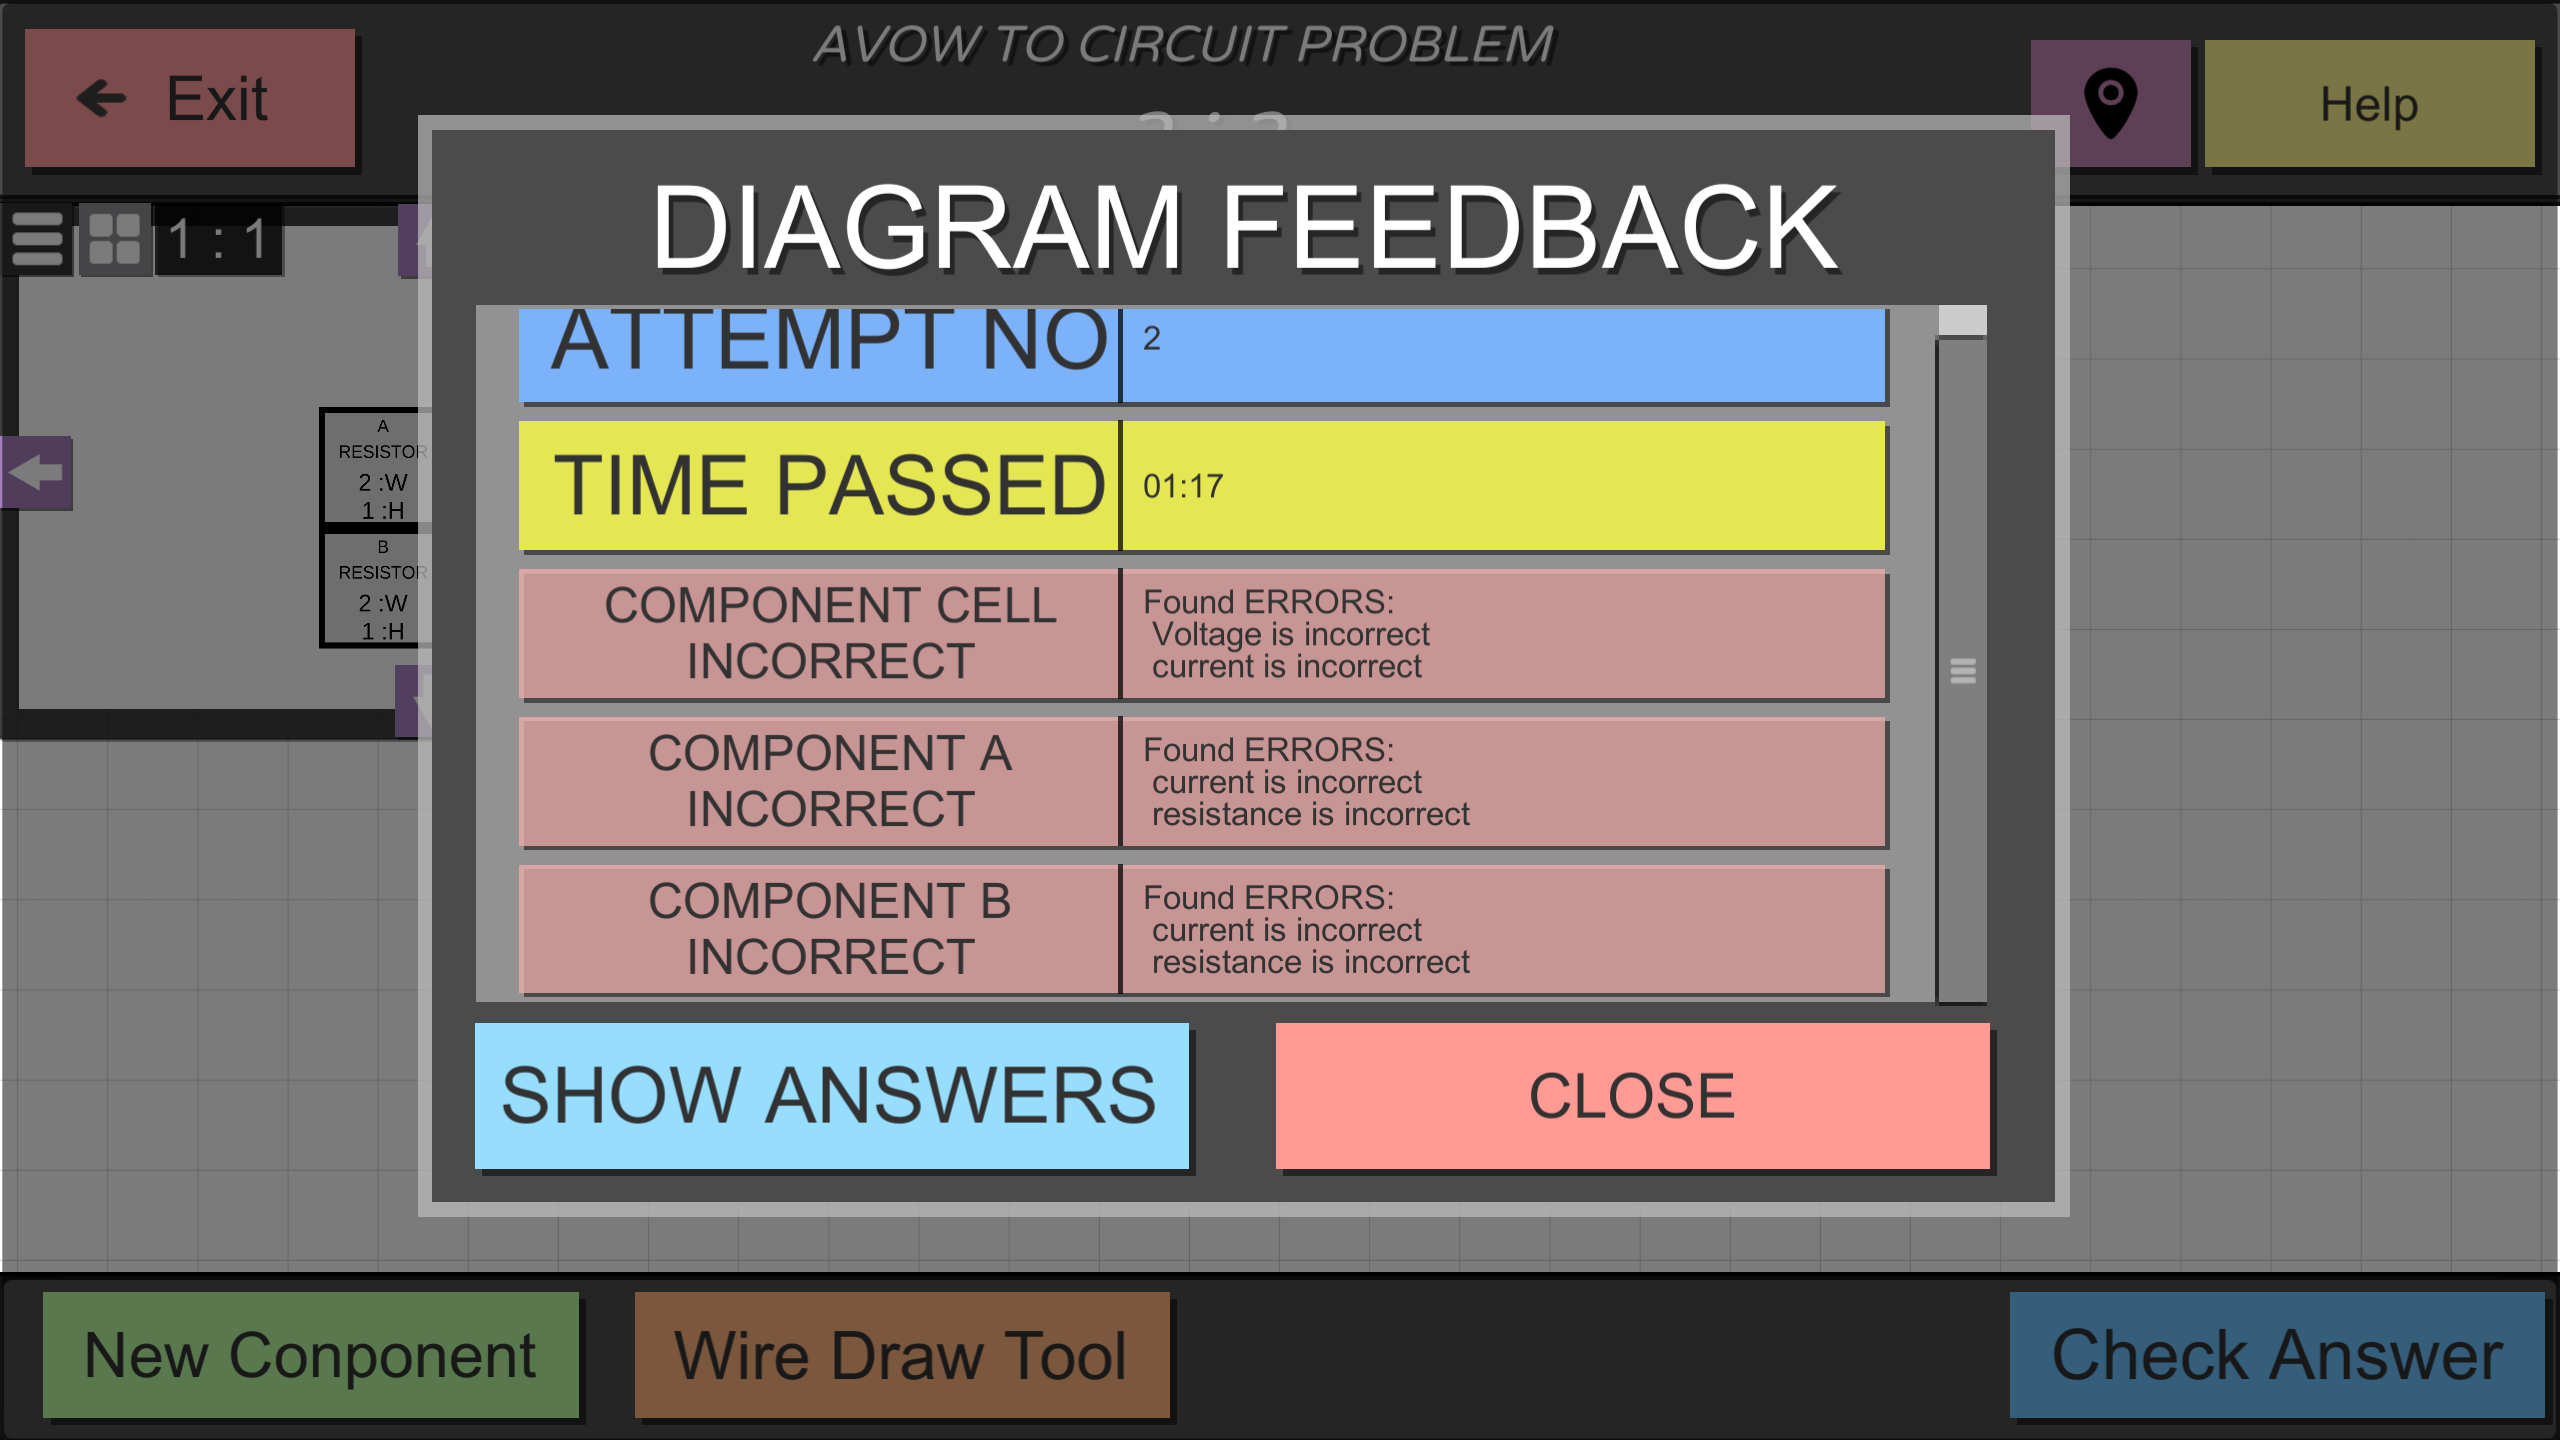 AVOW TO CIRCUIT PROBLEM
Exit
Help
1 : 1
DIAGRAM FEEDBACK
ATTEMPT NO
2
TIME PASSED
01:17
COMPONENT CELL
INCORRECT
Found ERRORS:
Voltage is incorrect
current is incorrect
COMPONENT A
INCORRECT
Found ERRORS:
current is incorrect
resistance is incorrect
COMPONENT B
INCORRECT
Found ERRORS:
current is incorrect
resistance is incorrect
A
RESISTOR
2 :W
1 :H
B
RESISTOR
2 :W
1 :H
SHOW ANSWERS
CLOSE
New Conponent
Wire Draw Tool
Check Answer